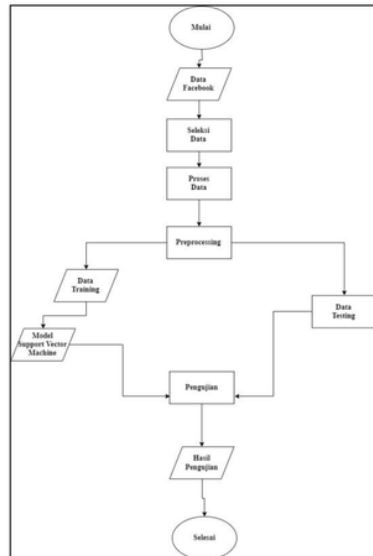 Mulai
Data
Facebook
Seleksi
Data
Proses
Data
Preprocessing
Data
Training
Data
Testing
Model
Support Vector
Machine
Pengujian
Hasil
Pengujian
Selesai